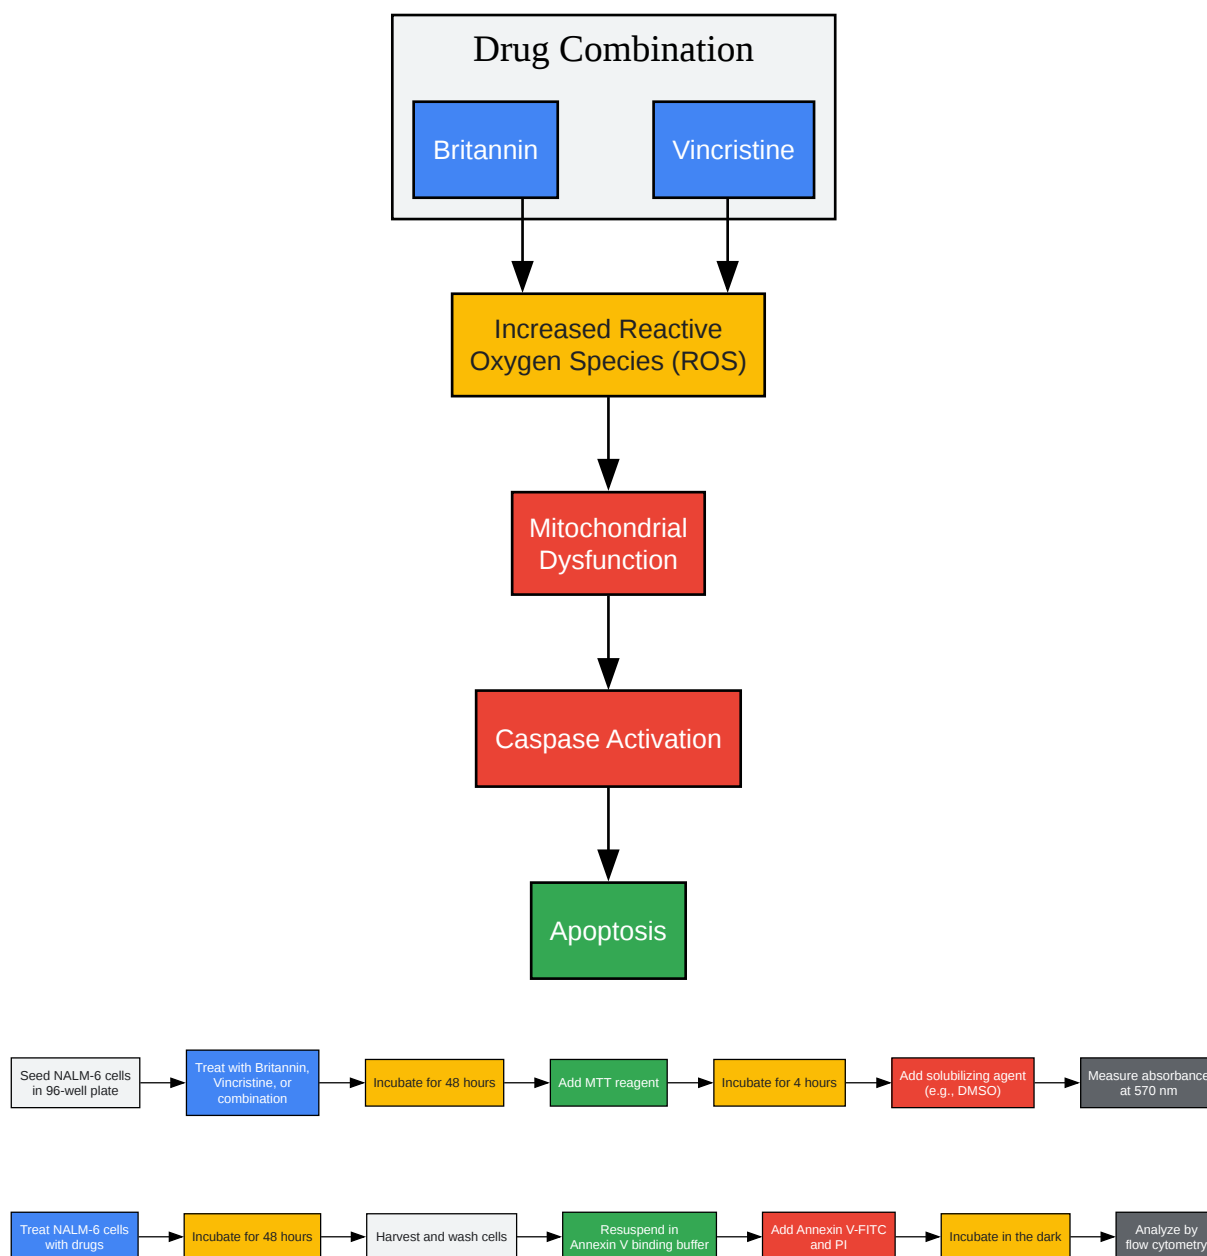 Drug Combination
Britannin
Vincristine
Increased Reactive
Oxygen Species (ROS)
Mitochondrial
Dysfunction
Caspase Activation
Apoptosis
Seed NALM-6 cells
in 96-well plate
Treat with Britannin,
Vincristine, or
combination
Incubate for 48 hours
Add MTT reagent
Incubate for 4 hours
Add solubilizing agent
(e.g., DMSO)
Measure absorbance
at 570 nm
Treat NALM-6 cells
with drugs
Incubate for 48 hours
Harvest and wash cells
Resuspend in
Annexin V binding buffer
Add Annexin V-FITC
and PI
Incubate in the dark
Analyze by
flow cytometry